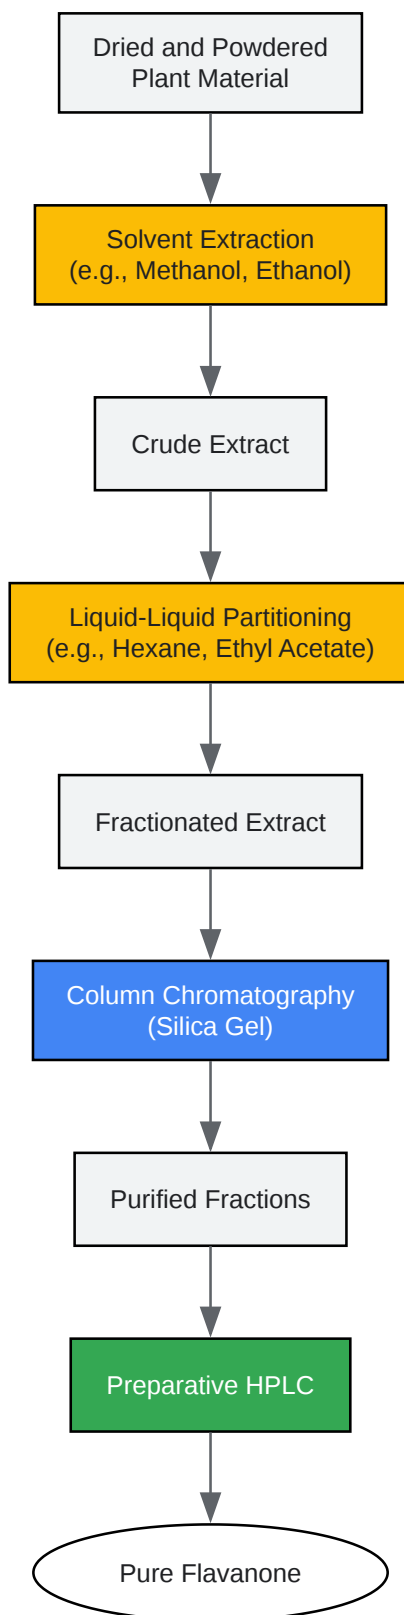 Dried and Powdered
Plant Material
Solvent Extraction
(e.g., Methanol, Ethanol)
Crude Extract
Liquid-Liquid Partitioning
(e.g., Hexane, Ethyl Acetate)
Fractionated Extract
Column Chromatography
(Silica Gel)
Purified Fractions
Preparative HPLC
Pure Flavanone